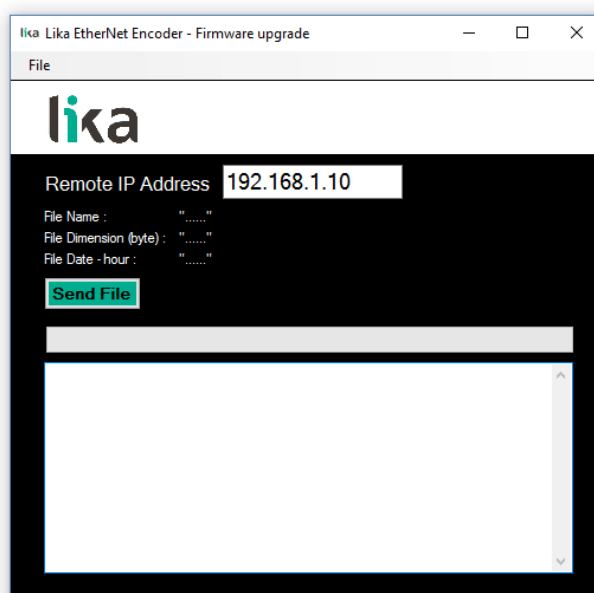 lika Lika EtherNet Encoder - Firmware upgrade
File
lika
Remote IP Address 192.168.1.10
File Name : "......"
File Dimension (byte) : "......"
File Date - hour : "......"
Send File